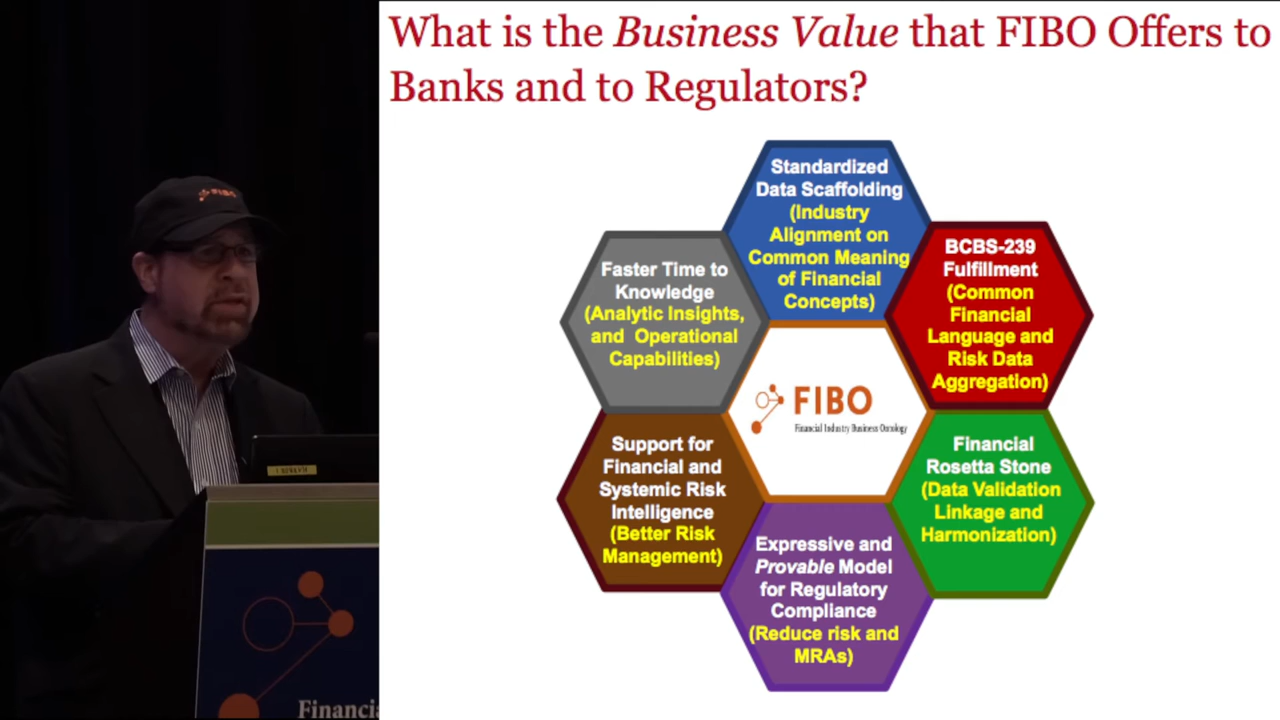 What is the Business Value that FIBO Offers to
Banks and to Regulators?
Standardized
Data Scaffolding
(Industry
Alignment on
Common Meaning
of Financial
Concepts)
BCBS-239
Fulfillment
(Common
Financial
Language and
Risk Data
Aggregation)
Financial
Rosetta Stone
(Data Validation
Linkage and
Harmonization)
Expressive and
Provable Model
for Regulatory
Compliance
(Reduce risk and
MRAs)
Support for
Financial and
Systemic Risk
Intelligence
(Better Risk
Management)
Faster Time to
Knowledge
(Analytic Insights,
and Operational
Capabilities)
FIBO
Financial Industry Business Ontology
FIBO
Financi